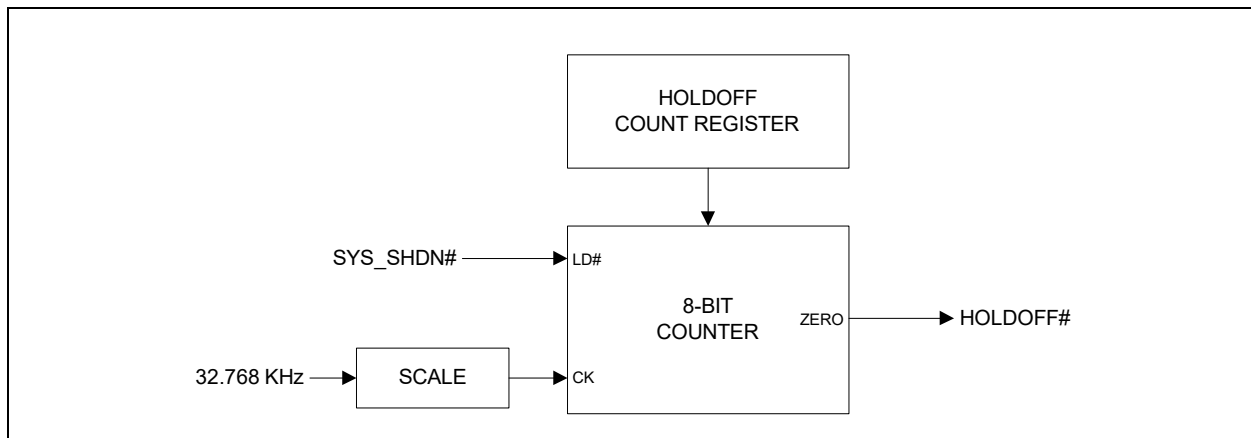 HOLDOFF
COUNT REGISTER
SYS_SHDN#
LD#
8-BIT
COUNTER
ZERO
HOLDOFF#
32.768 KHz
SCALE
CK